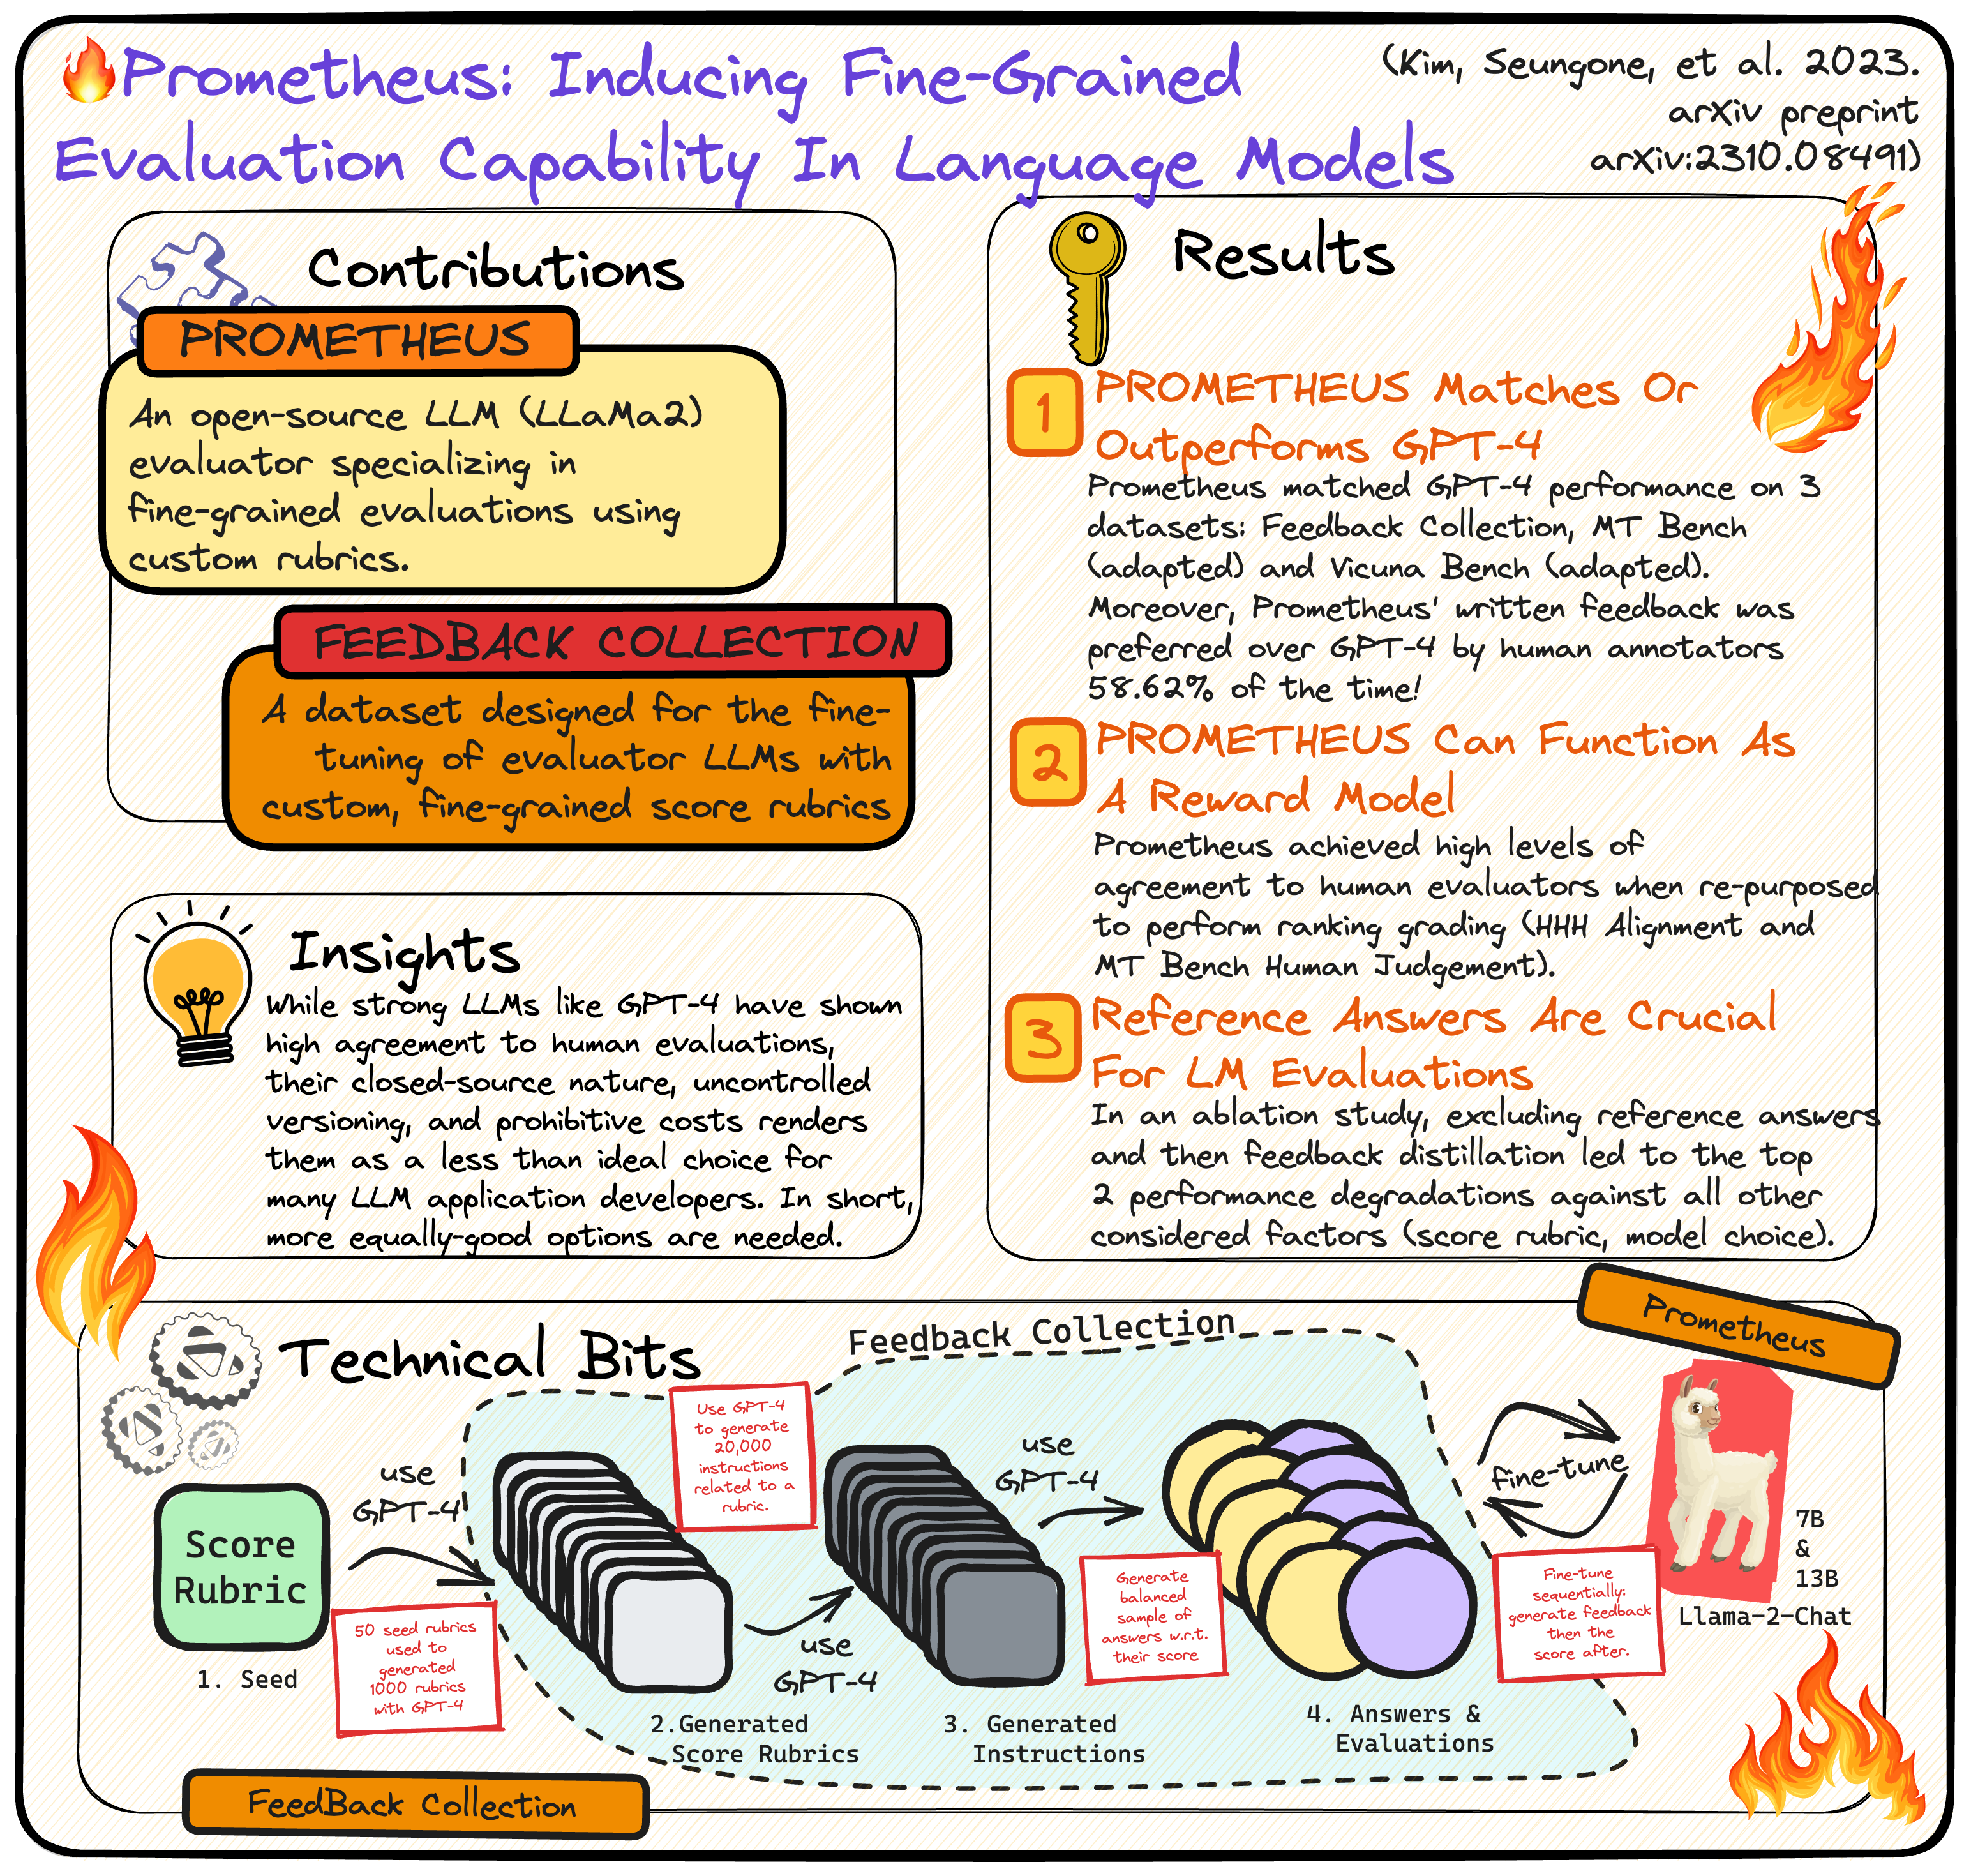 Prometheus: Inducing Fine-Grained
Evaluation Capability In Language Models
(Kim, Seungone, et al. 2023.
arXiv preprint
arXiv:2310.08491)
Contributions
PROMETHEUS
An open-source LLM (LLaMa2)
evaluator specializing in
fine-grained evaluations using
custom rubrics.
FEEDBACK COLLECTION
A dataset designed for the fine-
tuning of evaluator LLMs with
custom, fine-grained score rubrics
Insights
While strong LLMs like GPT-4 have shown
high agreement to human evaluations,
their closed-source nature, uncontrolled
versioning, and prohibitive costs renders
them as a less than ideal choice for
many LLM application developers. In short,
more equally-good options are needed.
Results
1
PROMETHEUS Matches Or
Outperforms GPT-4
Prometheus matched GPT-4 performance on 3
datasets: Feedback Collection, MT Bench
(adapted) and Vicuna Bench (adapted).
Moreover, Prometheus' written feedback was
preferred over GPT-4 by human annotators
58.62% of the time!
2
PROMETHEUS Can Function As
A Reward Model
Prometheus achieved high levels of
agreement to human evaluators when re-purposed
to perform ranking grading (HHH Alignment and
MT Bench Human Judgement).
3
Reference Answers Are Crucial
For LM Evaluations
In an ablation study, excluding reference answers
and then feedback distillation led to the top
2 performance degradations against all other
considered factors (score rubric, model choice).
Technical Bits
Feedback Collection
Prometheus
Score
Rubric
1. Seed
use
GPT-4
50 seed rubrics
used to
generated
1000 rubrics
with GPT-4
2.Generated
Score Rubrics
Use GPT-4
to generate
20,000
instructions
related to a
rubric.
use
GPT-4
3. Generated
Instructions
use
GPT-4
Generate
balanced
sample of
answers w.r.t.
their score
4. Answers &
Evaluations
fine-tune
Fine-tune
sequentially:
generate feedback
then the
score after.
7B
&
13B
Llama-2-Chat
FeedBack Collection